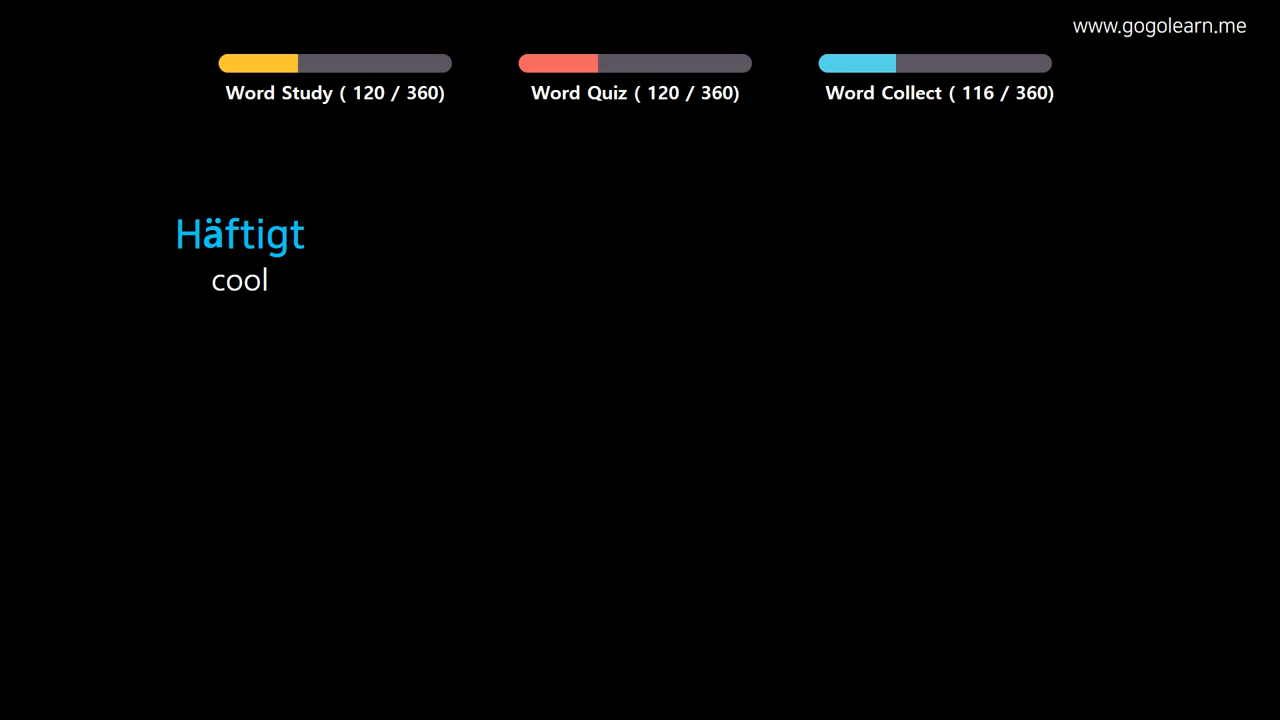 www.gogolearn.me
Word Study ( 120 / 360)
Word Quiz ( 120 / 360)
Word Collect ( 116 / 360)
Häftigt
cool